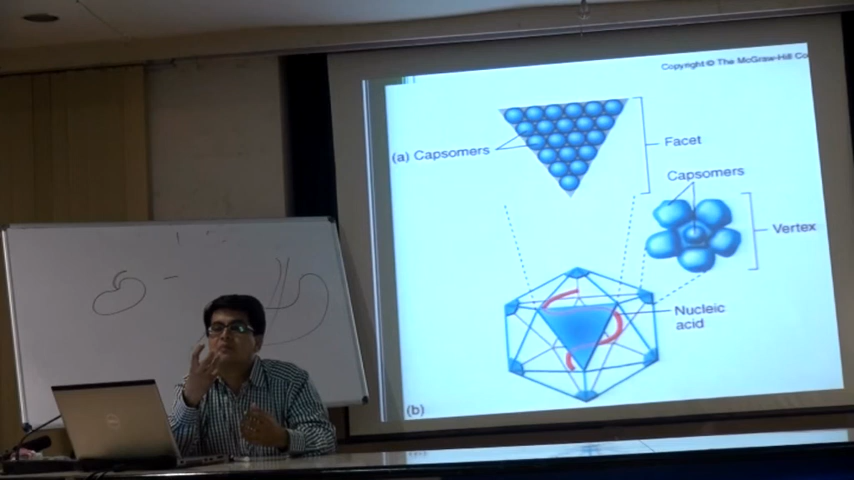 Copyright © The McGraw-Hill Co
(a) Capsomers
Facet
Capsomers
Vertex
Nucleic
acid
(b)